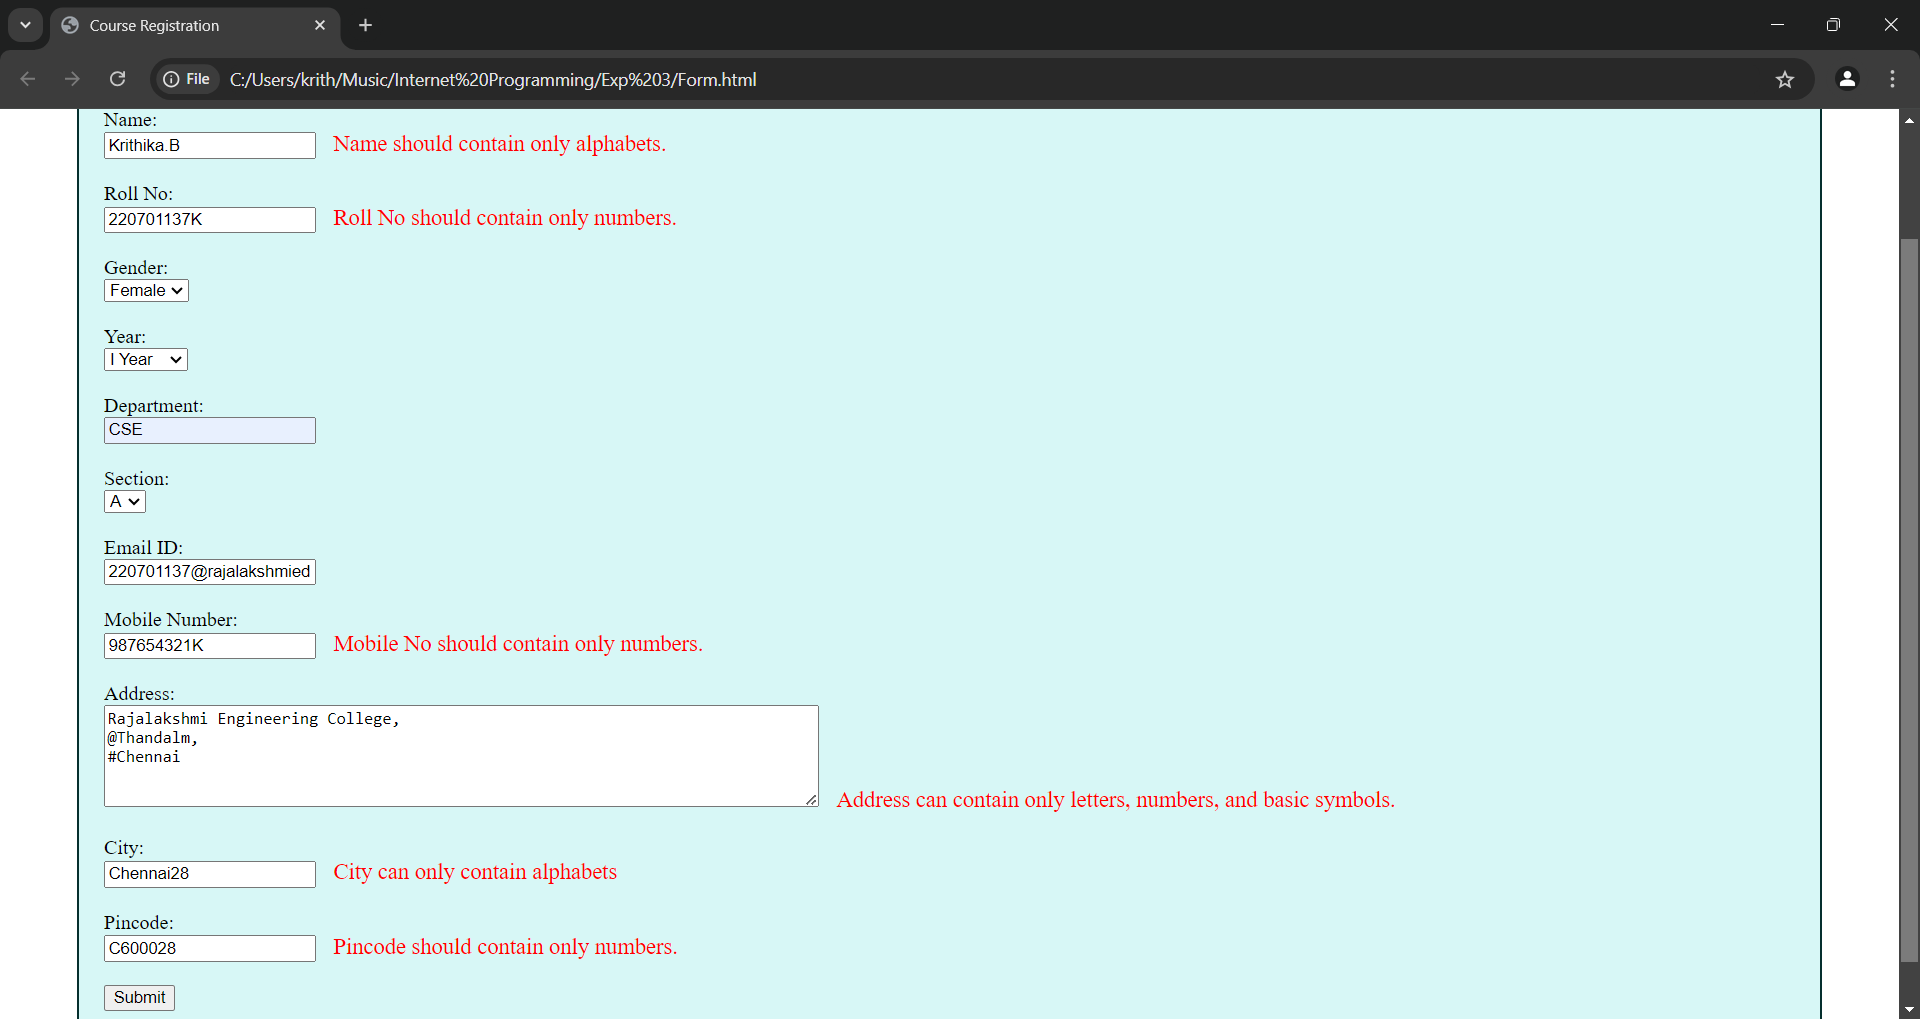 Course Registration
File C:/Users/krith/Music/Internet%20Programming/Exp%203/Form.html
Name:
Krithika.B Name should contain only alphabets.
Roll No:
220701137K Roll No should contain only numbers.
Gender:
Female
Year:
I Year
Department:
CSE
Section:
A
Email ID:
220701137@rajalakshmied
Mobile Number:
987654321K Mobile No should contain only numbers.
Address:
Rajalakshmi Engineering College,
@Thandalm,
#Chennai
Address can contain only letters, numbers, and basic symbols.
City:
Chennai28 City can only contain alphabets
Pincode:
C600028 Pincode should contain only numbers.
Submit